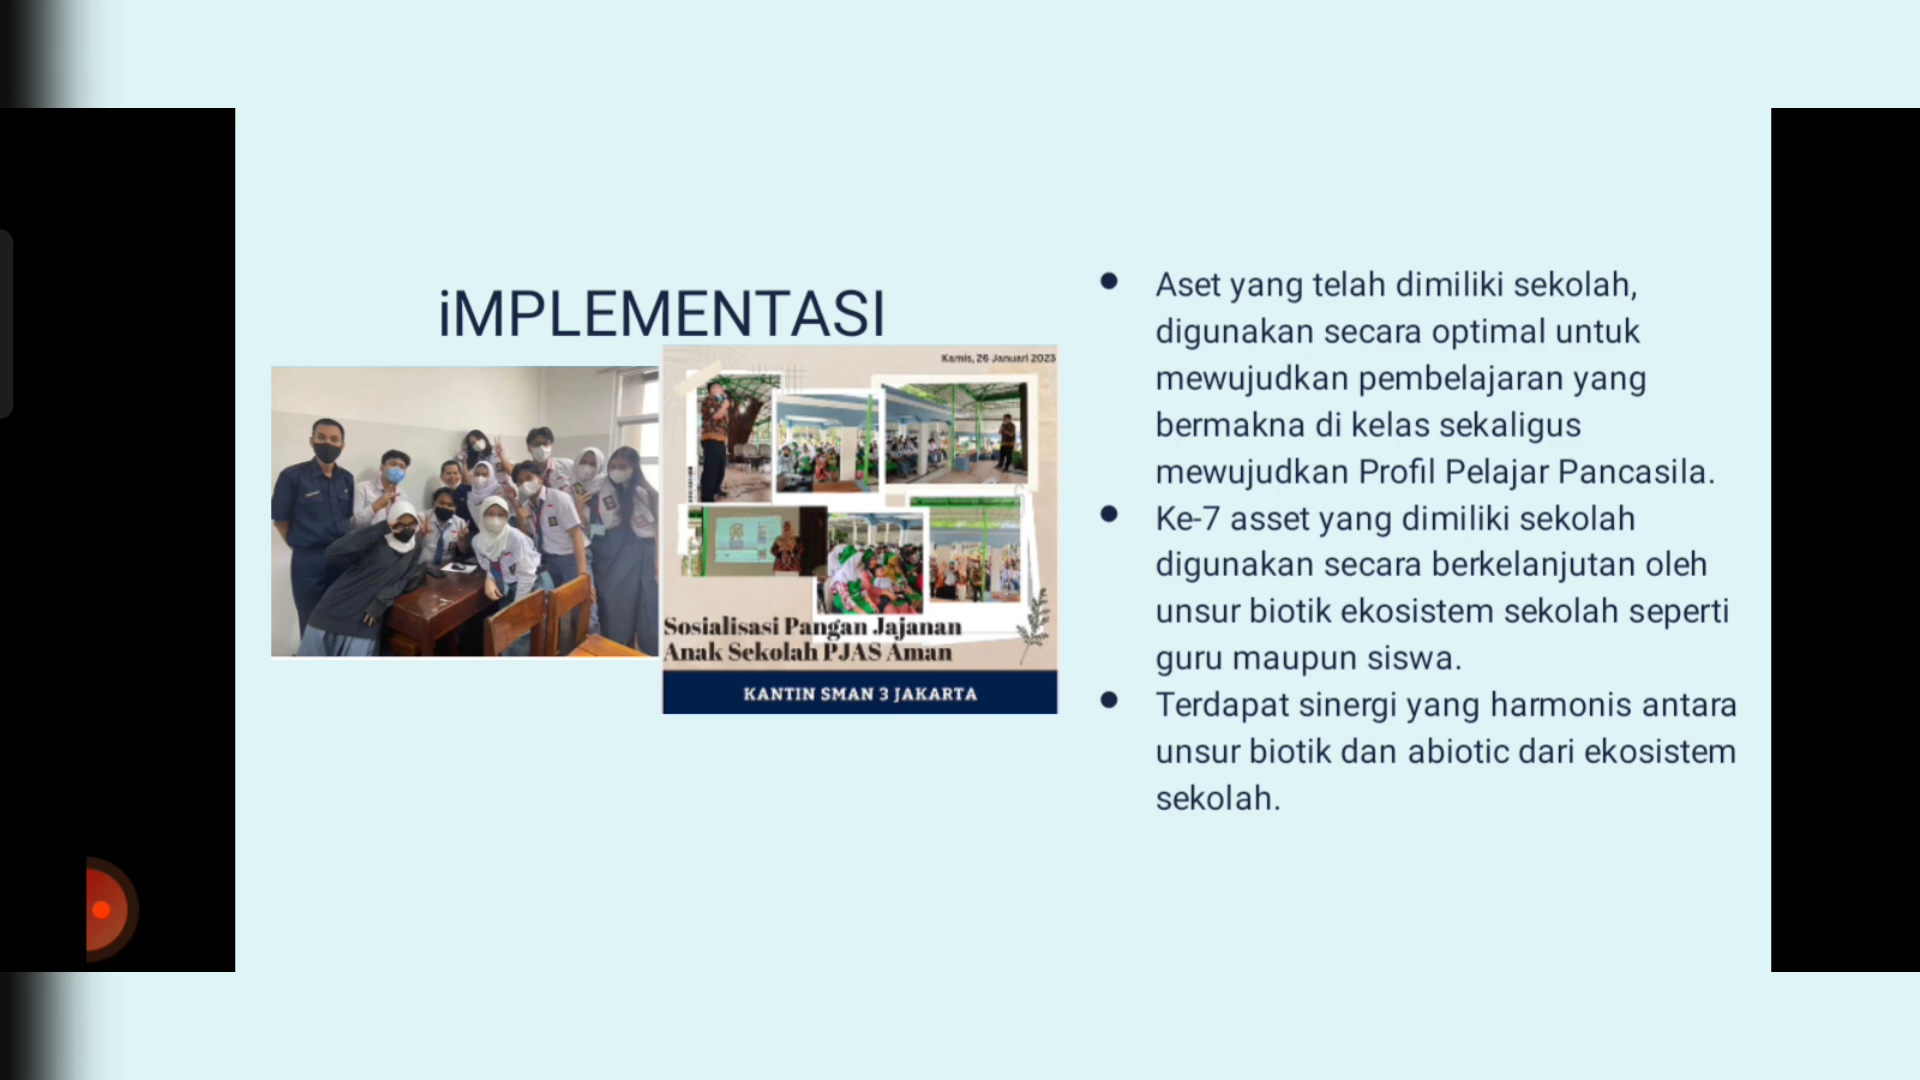 iMPLEMENTASI
Kamis, 26 Januari 2023
Sosialisasi Pangan Jajanan
Anak Sekolah PJAS Aman
KANTIN SMAN 3 JAKARTA
Aset yang telah dimiliki sekolah,
digunakan secara optimal untuk
mewujudkan pembelajaran yang
bermakna di kelas sekaligus
mewujudkan Profil Pelajar Pancasila.
Ke-7 asset yang dimiliki sekolah
digunakan secara berkelanjutan oleh
unsur biotik ekosistem sekolah seperti
guru maupun siswa.
Terdapat sinergi yang harmonis antara
unsur biotik dan abiotic dari ekosistem
sekolah.